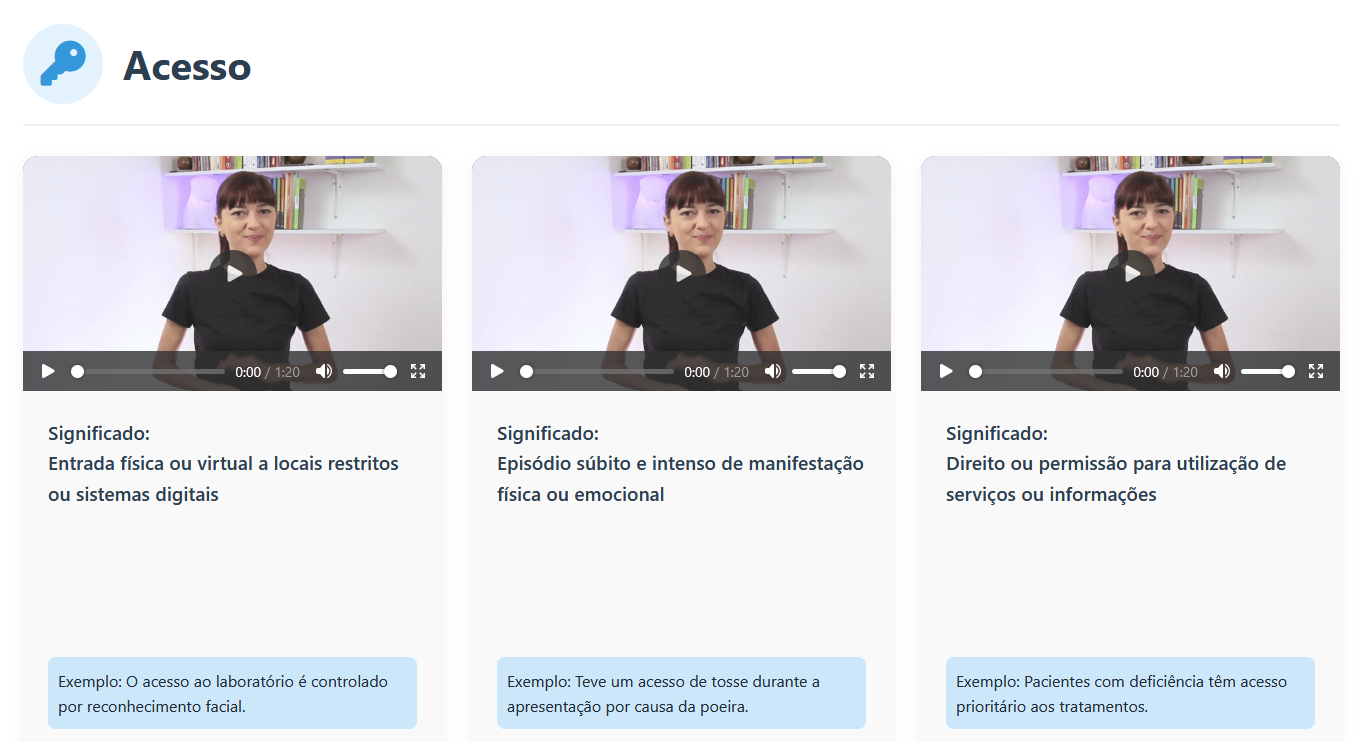 Acesso
0:00 / 1:20
0:00 / 1:20
0:00 / 1:20
Significado:
Entrada física ou virtual a locais restritos
ou sistemas digitais
Significado:
Episódio súbito e intenso de manifestação
física ou emocional
Significado:
Direito ou permissão para utilização de
serviços ou informações
Exemplo: O acesso ao laboratório é controlado
por reconhecimento facial.
Exemplo: Teve um acesso de tosse durante a
apresentação por causa da poeira.
Exemplo: Pacientes com deficiência têm acesso
prioritário aos tratamentos.